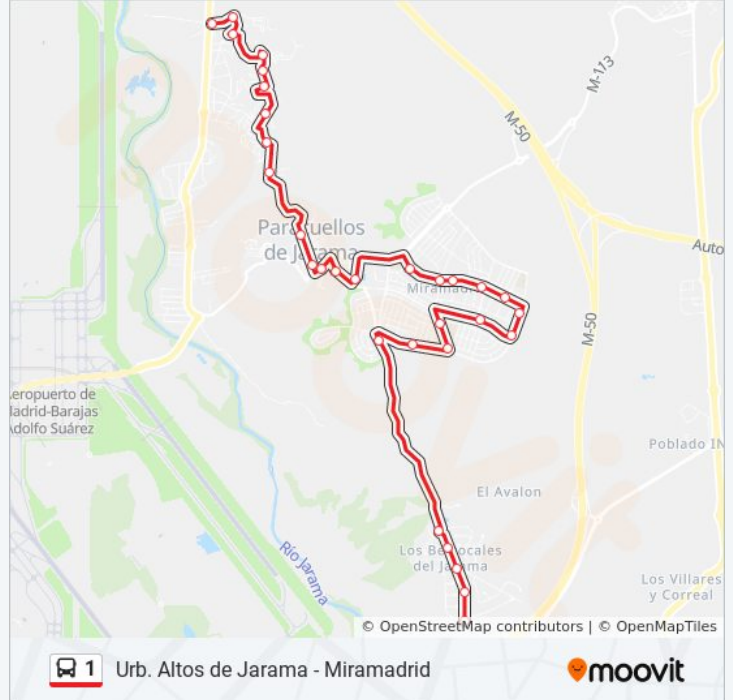 M-113
M-50
Paracuellos
de Jarama
Auto
Miramadrid
M-50
Aeropuerto de
Madrid-Barajas
Adolfo Suárez
Poblado IN
El Avalon
Los Berrocales
del Jarama
Río Jarama
Los Villares
y Correal
© OpenStreetMap contributors | © OpenMapTiles
1 Urb. Altos de Jarama - Miramadrid
moovit